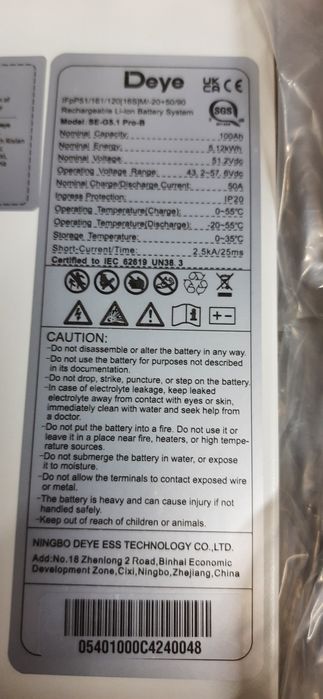 Deye
UK CA CE
IFpP51/161/120[16S]M/-20+50/90
Rechargeable Li-ion Battery System
SGS
Model: SE-G5.1 Pro-B
Nominal Capacity: 100Ah
Nominal Energy: 5.12kWh
Nominal Voltage: 51.2Vdc
Operating Voltage Range: 43.2-57.6Vdc
Nominal Charge/Discharge Current: 50A
Ingress Protection: IP20
Operating Temperature(Charge): 0~55℃
Operating Temperature(Discharge): -20~55℃
Storage Temperature: 0~35℃
Short-Current/Time: 2.5kA/25ms
Certified to IEC 62619 UN38.3
CAUTION:
-Do not disassemble or alter the battery in any way.
-Do not use the battery for purposes not described
in its documentation.
-Do not drop, strike, puncture, or step on the battery.
-In case of electrolyte leakage, keep leaked
electrolyte away from contact with eyes or skin,
immediately clean with water and seek help from
a doctor.
-Do not put the battery into a fire. Do not use it or
leave it in a place near fire, heaters, or high tempe-
rature sources.
-Do not submerge the battery in water, or expose
it to moisture.
-Do not allow the terminals to contact exposed wire
or metal.
-The battery is heavy and can cause injury if not
handled safely.
-Keep out of reach of children or animals.
NINGBO DEYE ESS TECHNOLOGY CO.,LTD.
Add:No.18 Zhenlong 2 Road,Binhai Economic
Development Zone,Cixi,Ningbo,Zhejiang,China
05401000C4240048